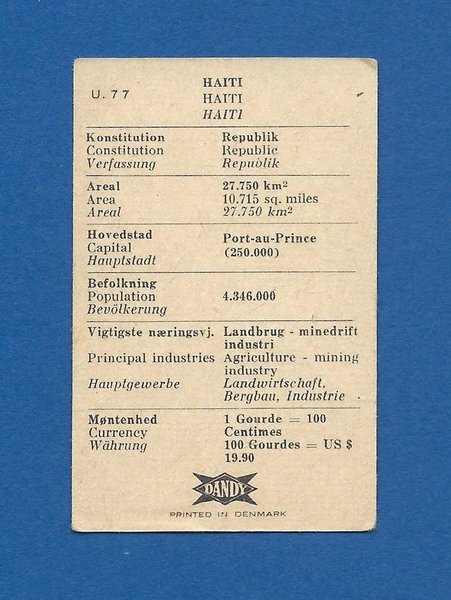 U. 77
HAITI
HAITI
HAITI
Konstitution Republik
Constitution Republic
Verfassung Republik
Areal 27.750 km²
Area 10.715 sq. miles
Areal 27.750 km²
Hovedstad Port-au-Prince
Capital (250.000)
Hauptstadt
Befolkning
Population 4.346.000
Bevölkerung
Vigtigste næringsvj. Landbrug - minedrift
industri
Principal industries Agriculture - mining
industry
Hauptgewerbe Landwirtschaft,
Bergbau, Industrie
Møntenhed 1 Gourde = 100
Currency Centimes
Währung 100 Gourdes = US $
19.90
DANDY
PRINTED IN DENMARK